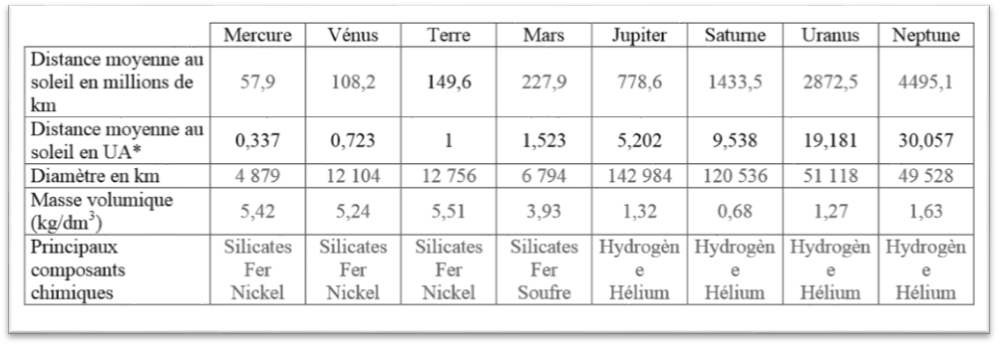 Mercure Vénus Terre Mars Jupiter Saturne Uranus Neptune
Distance moyenne au
soleil en millions de
km
57,9 108,2 149,6 227,9 778,6 1433,5 2872,5 4495,1
Distance moyenne au
soleil en UA*
0,337 0,723 1 1,523 5,202 9,538 19,181 30,057
Diamètre en km 4 879 12 104 12 756 6 794 142 984 120 536 51 118 49 528
Masse volumique
(kg/dm³)
5,42 5,24 5,51 3,93 1,32 0,68 1,27 1,63
Principaux Silicates Silicates Silicates Silicates Hydrogèn Hydrogèn Hydrogèn Hydrogèn
composants Fer Fer Fer Fer e e e e
chimiques Nickel Nickel Nickel Soufre Hélium Hélium Hélium Hélium